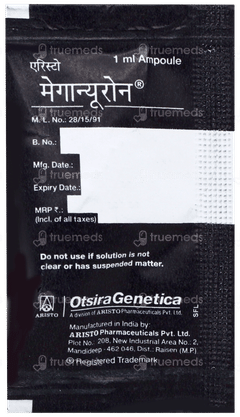 एरिस्टो
1 ml Ampoule
मेगान्यूरोन®
M. L. No.: 28/15/91
B. No.:
Mfg. Date.:
Expiry Date.:
MRP ₹.:
(Incl. of all taxes)
Do not use if solution is not
clear or has suspended matter.
ARISTO
OtsiraGenetica
A division of ARISTO Pharmaceuticals Pvt. Ltd.
Manufactured in India by:
ARISTO Pharmaceuticals Pvt. Ltd.
Plot No. 208, New Industrial Area No. 2,
Mandideep - 462 046, Dist.: Raisen (M.P.)
® Registered Trademark
SFL
truemeds